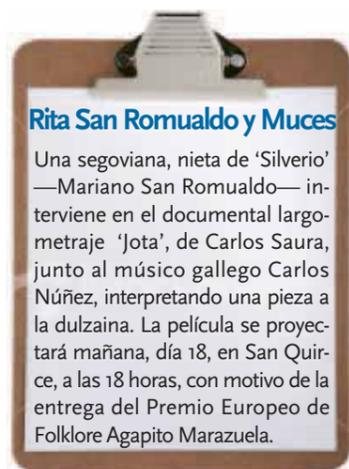 Rita San Romualdo y Muces
Una segoviana, nieta de ‘Silverio’
—Mariano San Romualdo— in-
terviene en el documental largo-
metraje ‘Jota’, de Carlos Saura,
junto al músico gallego Carlos
Núñez, interpretando una pieza a
la dulzaina. La película se proyec-
tará mañana, día 18, en San Quir-
ce, a las 18 horas, con motivo de la
entrega del Premio Europeo de
Folklore Agapito Marazuela.